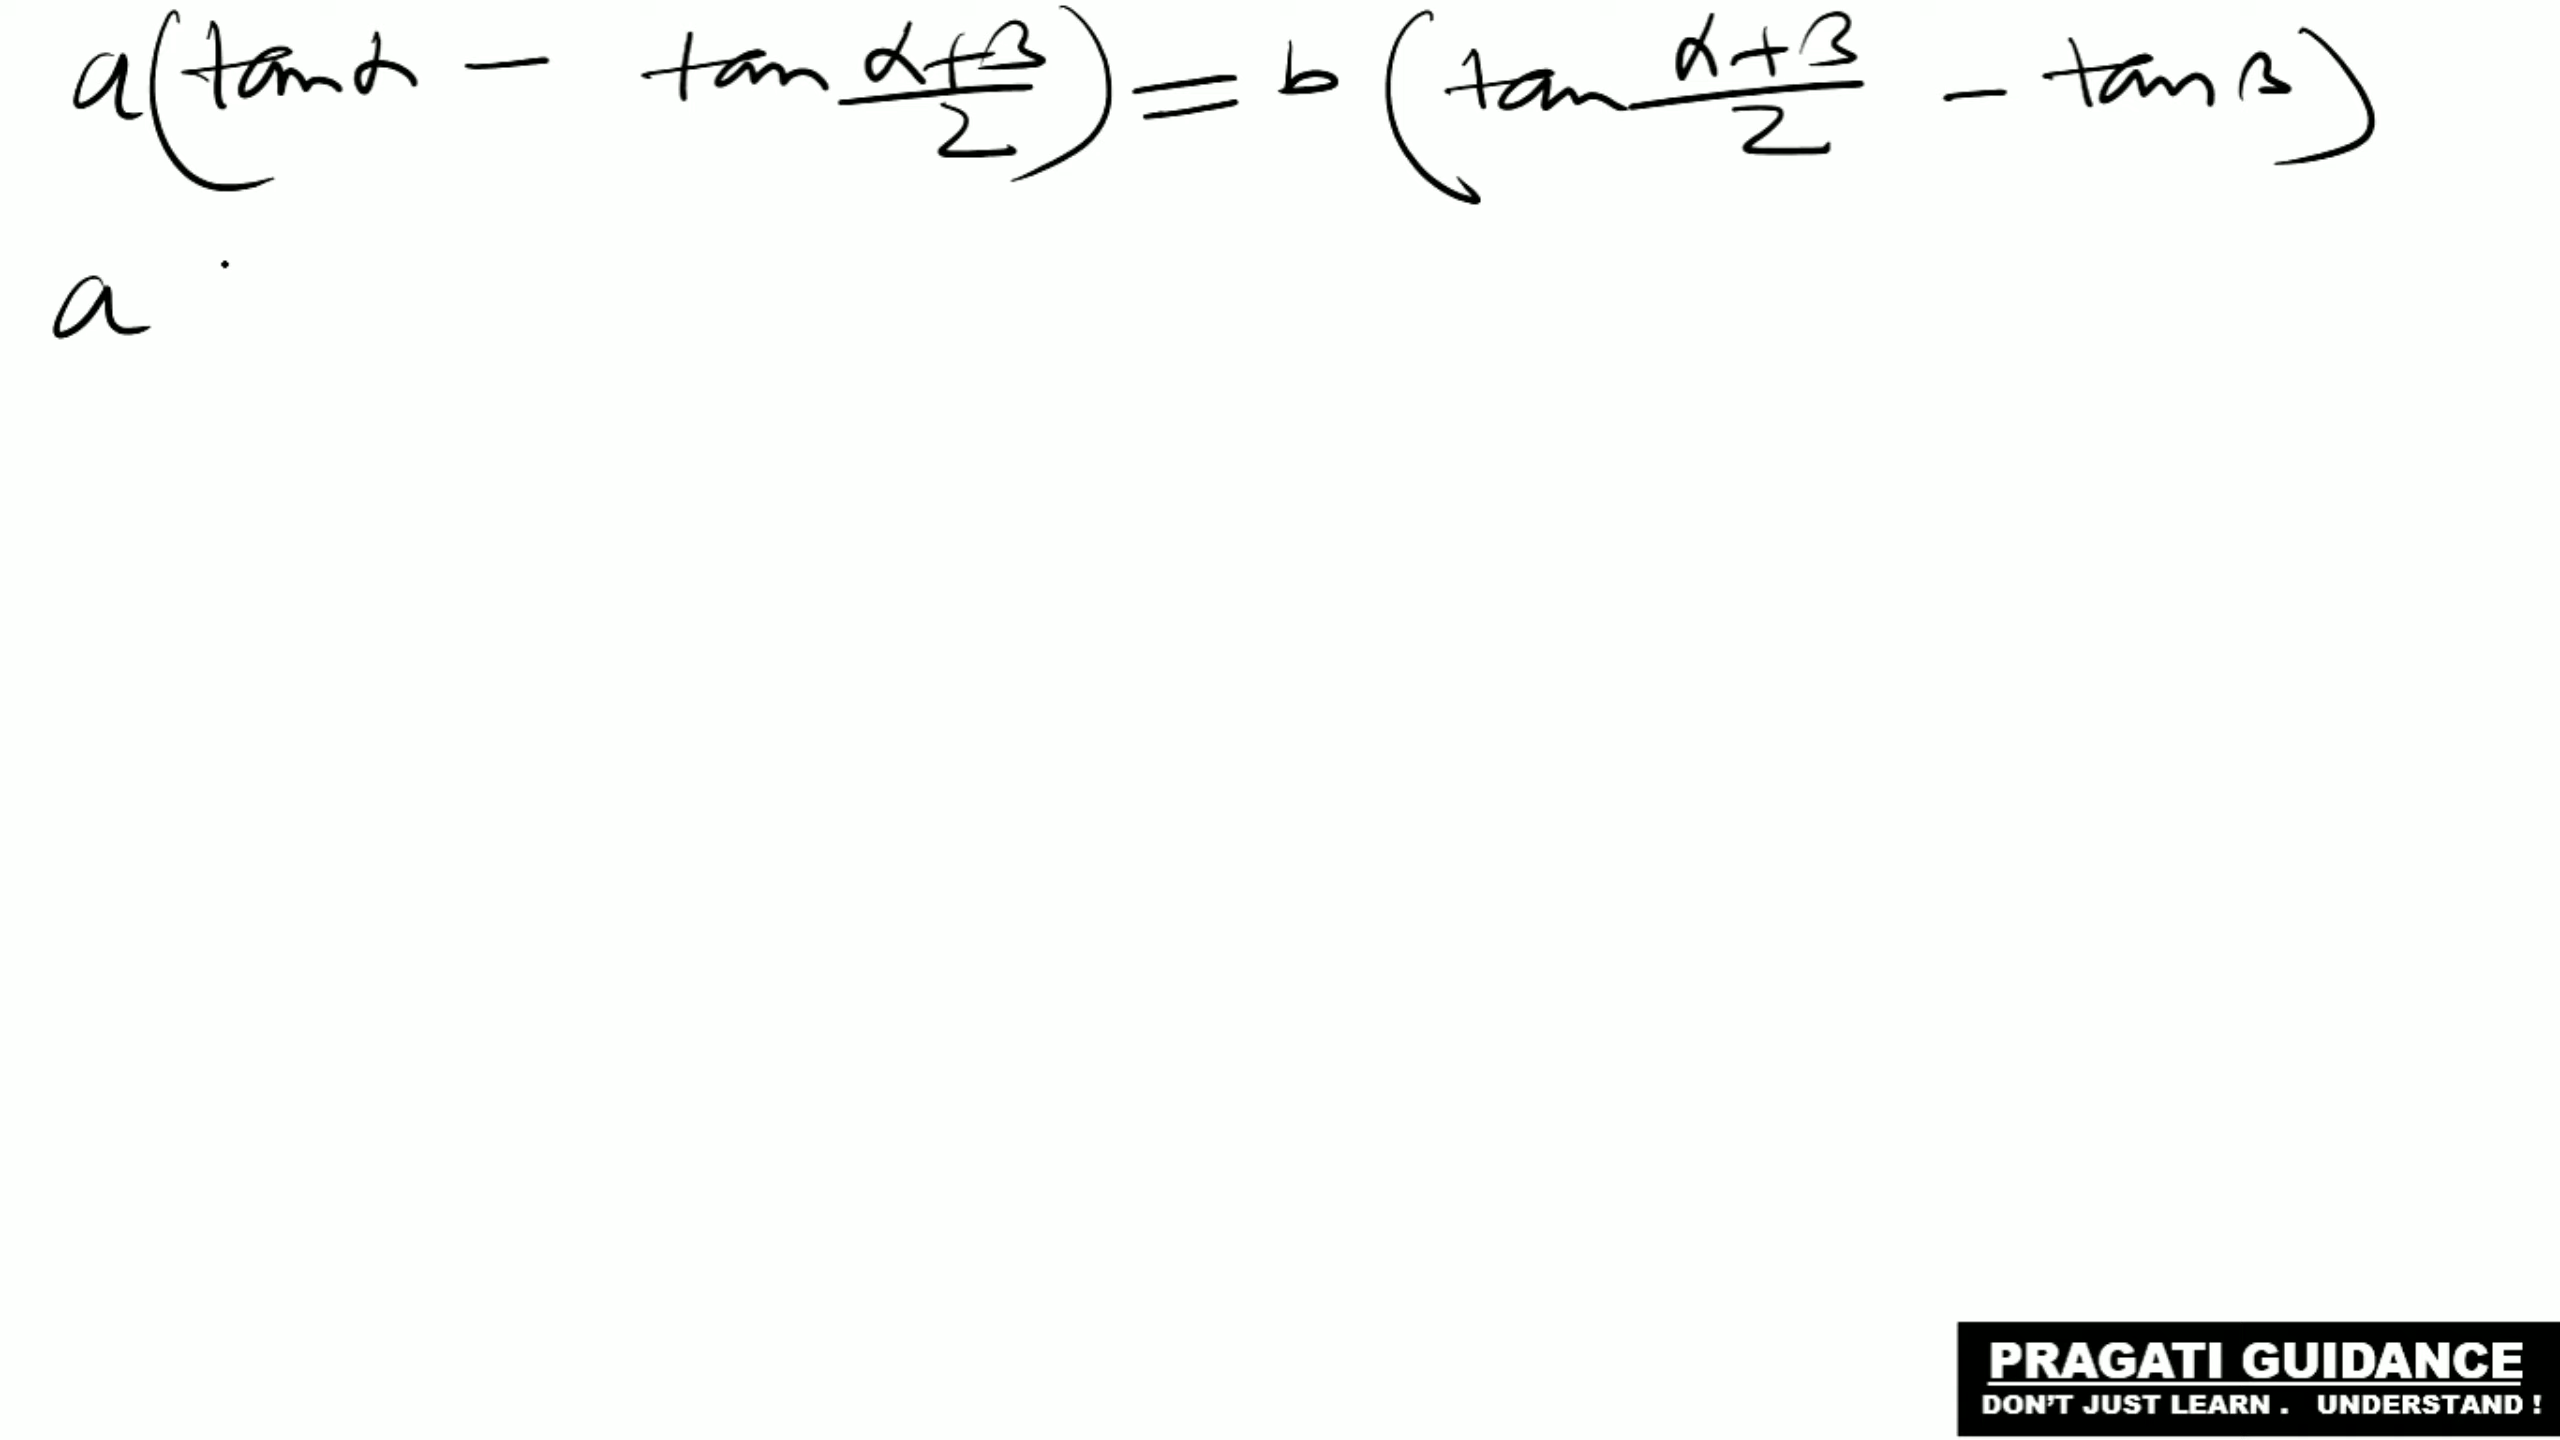 a(tanα − tan (α+β)/2) = b (tan (α+β)/2 − tanβ)
a
PRAGATI GUIDANCE
DON'T JUST LEARN . UNDERSTAND !